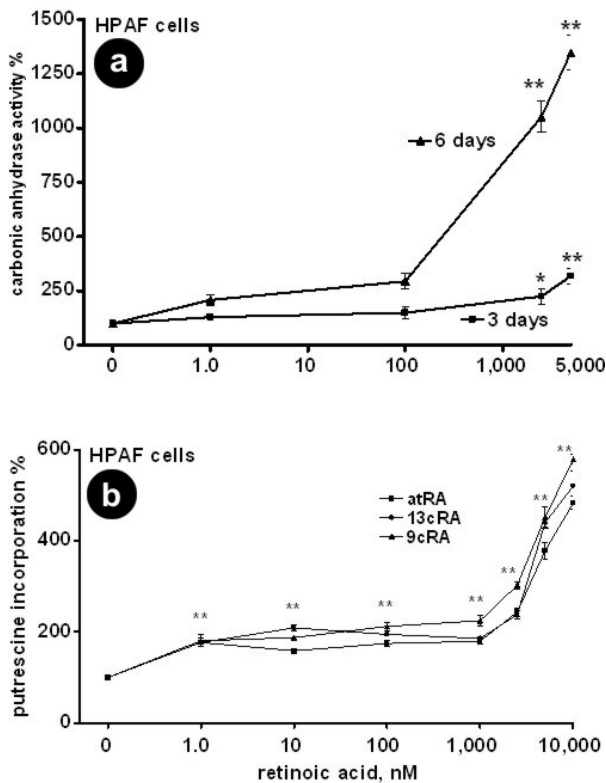 HPAF cells
a
carbonic anhydrase activity %
1500
1250
1000
750
500
250
100
0
**
**
6 days
**
*
3 days
0 1.0 10 100 1,000 5,000
HPAF cells
b
putrescine incorporation %
600
400
200
0
atRA
13cRA
9cRA
** ** ** ** ** ** **
0 1.0 10 100 1,000 10,000
retinoic acid, nM